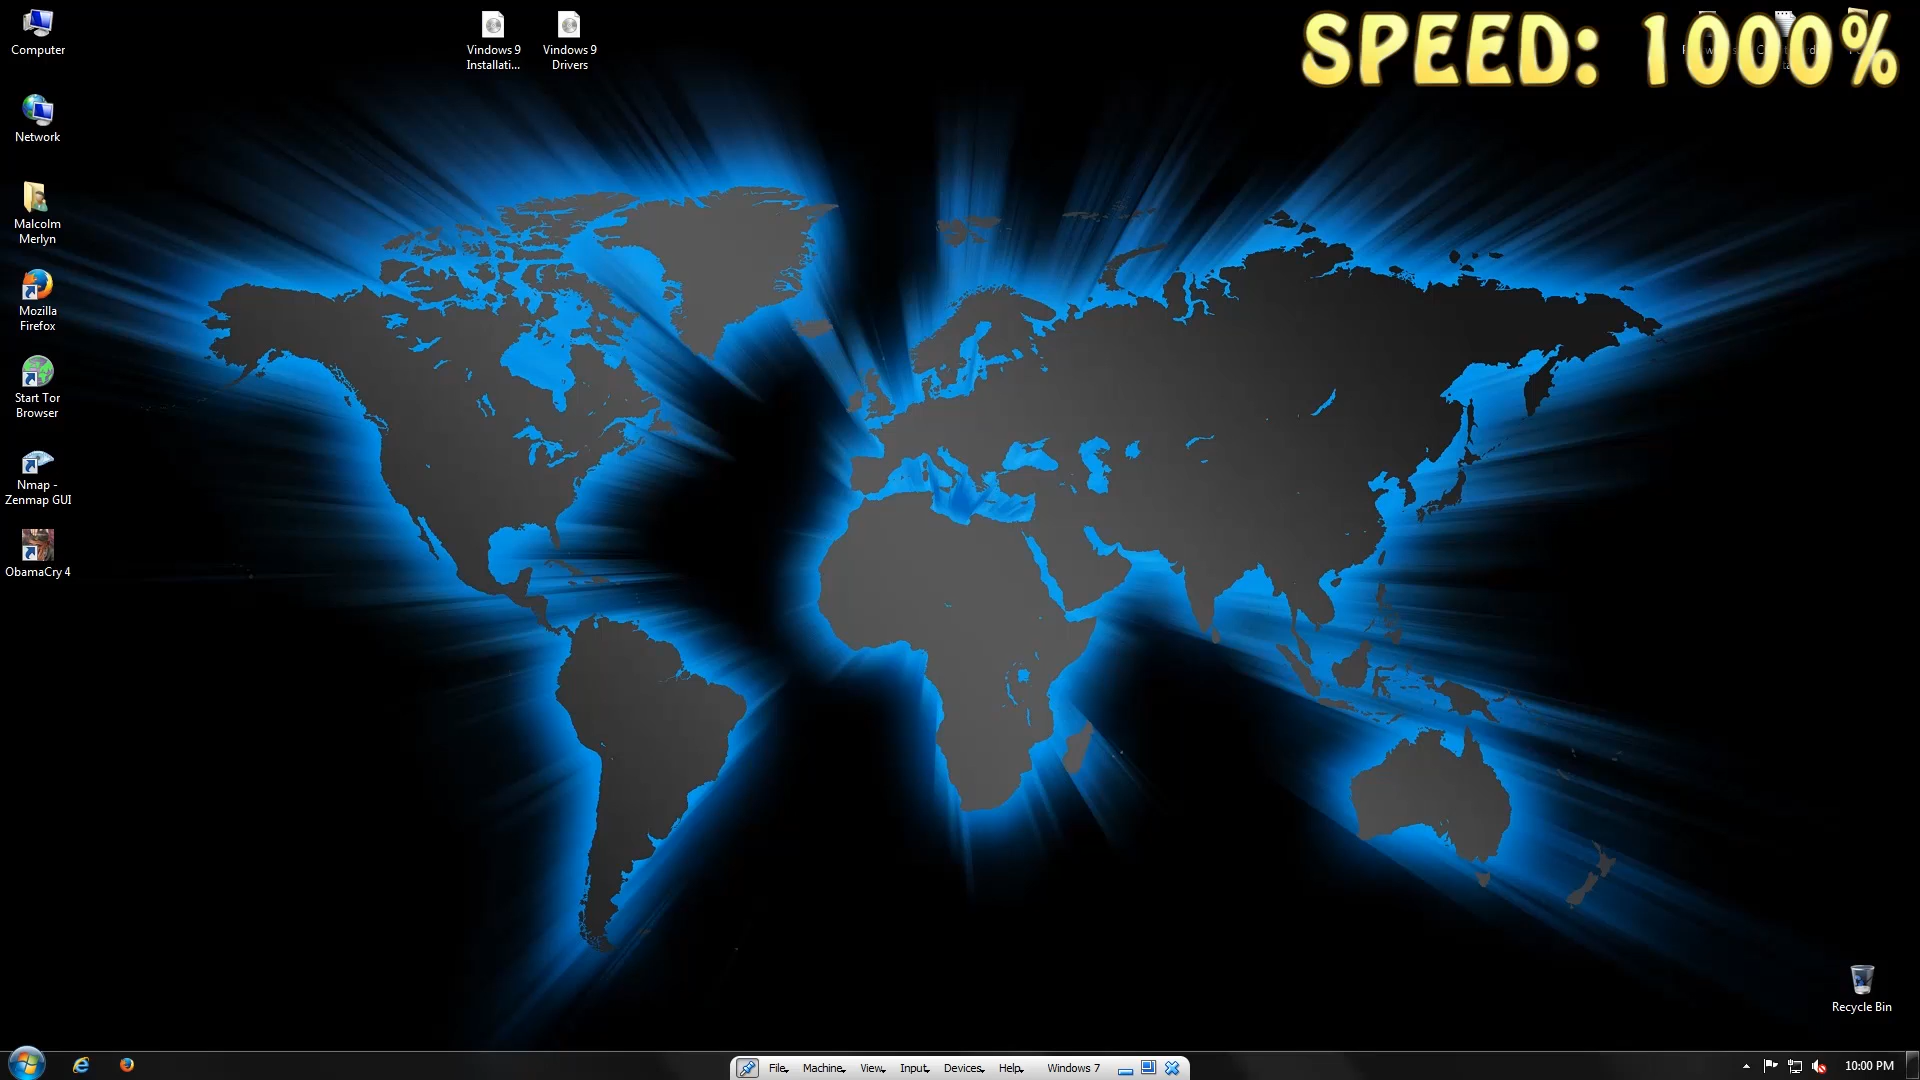 SPEED: 1000%
Computer
Vindows 9
Installati...
Vindows 9
Drivers
Network
Malcolm
Merlyn
Mozilla
Firefox
Start Tor
Browser
Nmap -
Zenmap GUI
ObamaCry 4
Recycle Bin
File Machine View Input Devices Help Windows 7
10:00 PM